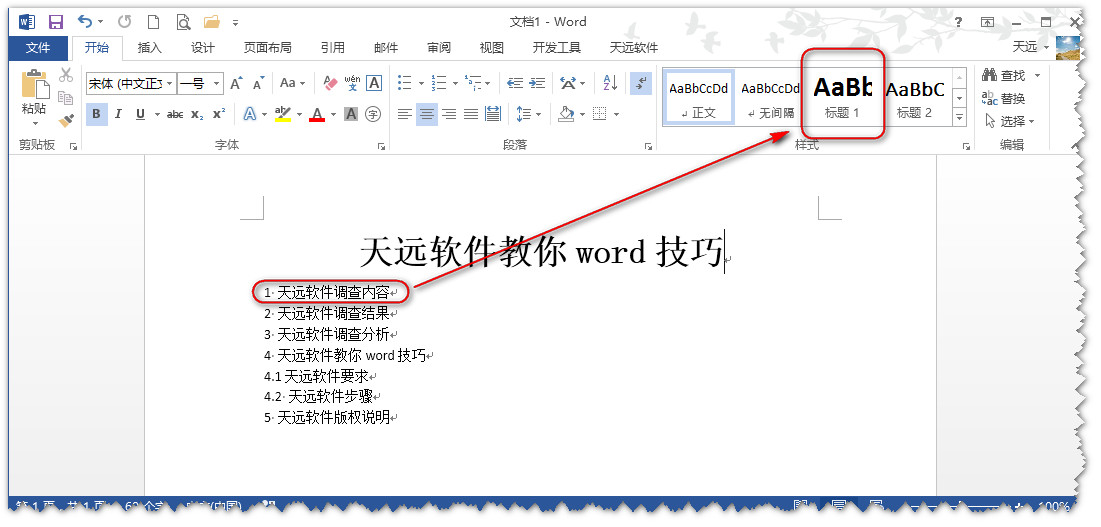 文档1 - Word
文件 开始 插入 设计 页面布局 引用 邮件 审阅 视图 开发工具 天远软件 天远
粘贴 宋体 (中文正文 一号 A A Aa wén 文 A AaBbCcDd AaBbCcDd AaBb AaBbC 查找
替换
B I U abc x₂ x² A A A 字 正文 无间隔 标题 1 标题 2 选择
剪贴板 字体 段落 样式 编辑
天远软件教你 word 技巧
1 天远软件调查内容
2 天远软件调查结果
3 天远软件调查分析
4 天远软件教你 word 技巧
4.1 天远软件要求
4.2 天远软件步骤
5 天远软件版权说明
100%